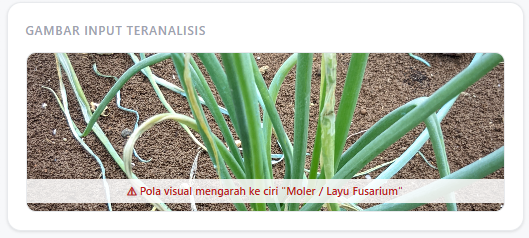 GAMBAR INPUT TERANALISIS
⚠ Pola visual mengarah ke ciri "Moler / Layu Fusarium"